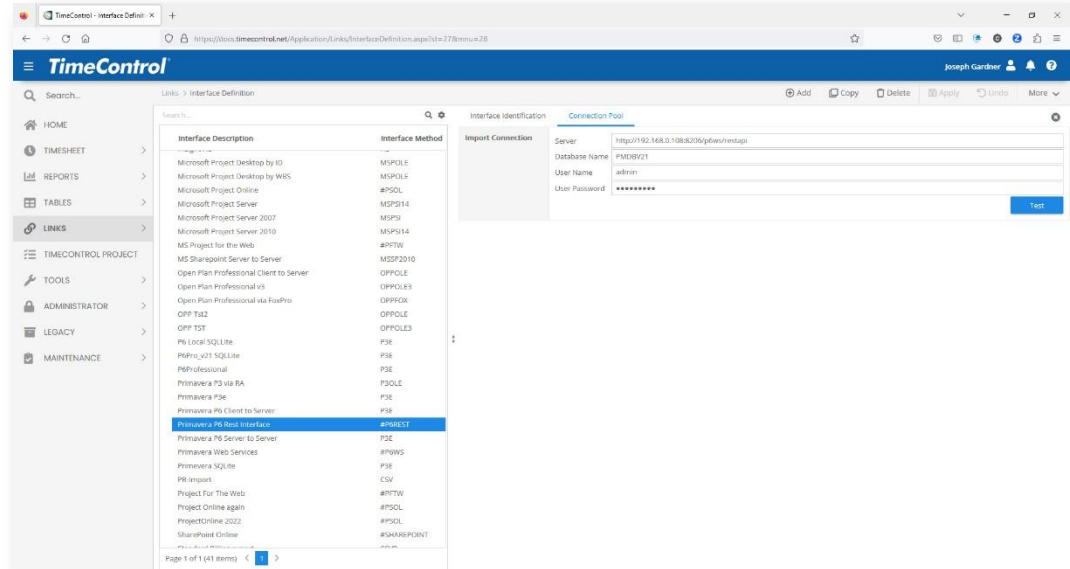 TimeControl - Interface Definit
https://docs.timecontrol.net/Application/Links/InterfaceDefinition.aspx?st=27&mnu=28
TimeControl
Joseph Gardner
Search...
Links > Interface Definition
Add Copy Delete Apply Undo More
HOME
TIMESHEET
REPORTS
TABLES
LINKS
TIMECONTROL PROJECT
TOOLS
ADMINISTRATOR
LEGACY
MAINTENANCE
Search...
Interface Description Interface Method
Microsoft Project Desktop by ID MSPOLE
Microsoft Project Desktop by WBS MSPOLE
Microsoft Project Online #PSOL
Microsoft Project Server MSPSI14
Microsoft Project Server 2007 MSPSI
Microsoft Project Server 2010 MSPSI14
MS Project for the Web #PFTW
MS Sharepoint Server to Server MSSP2010
Open Plan Professional Client to Server OPPOLE
Open Plan Professional v3 OPPOLE3
Open Plan Professional via FoxPro OPPFOX
OPP Tst2 OPPOLE
OPP TST OPPOLE3
P6 Local SQLLite P3E
P6Pro_v21 SQLLite P3E
P6Professional P3E
Primavera P3 via RA P3OLE
Primavera P3e P3E
Primavera P6 Client to Server P3E
Primavera P6 Rest Interface #P6REST
Primavera P6 Server to Server P3E
Primavera Web Services #P6WS
Primevera SQLite P3E
PR-Import CSV
Project For The Web #PFTW
Project Online again #PSOL
ProjectOnline 2022 #PSOL
SharePoint Online #SHAREPOINT
Page 1 of 1 (41 items) 1
Interface Identification Connection Pool
Import Connection
Server http://192.168.0.108:8206/p6ws/restapi
Database Name PMDBV21
User Name admin
User Password •••••••••
Test